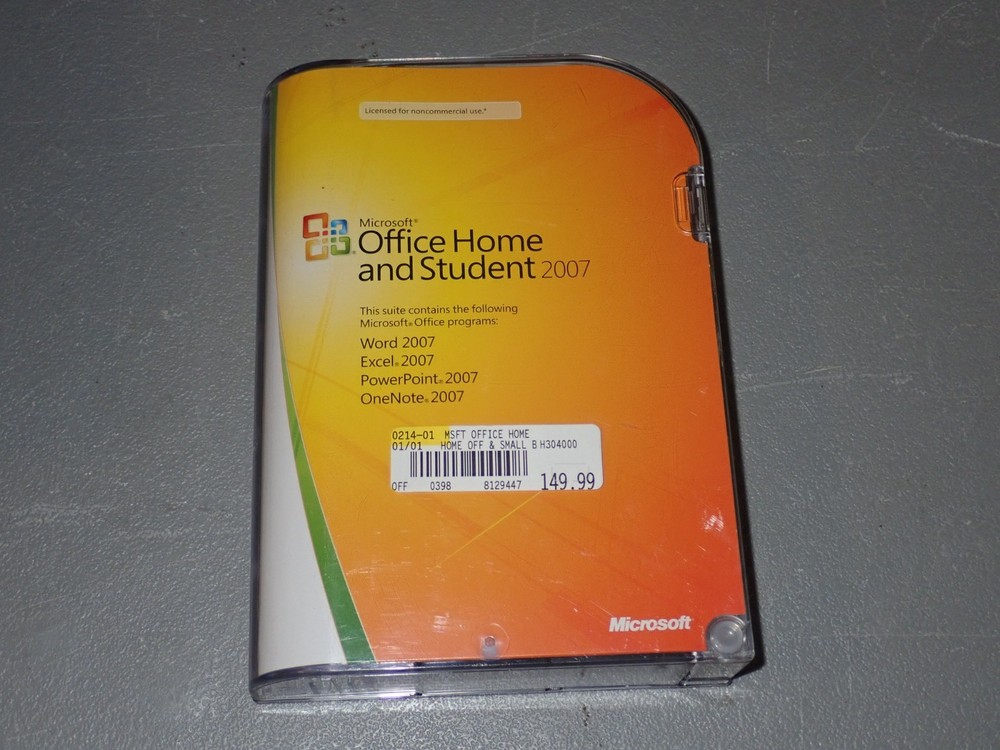 Licensed for noncommercial use.*
Microsoft®
Office Home
and Student 2007
This suite contains the following
Microsoft® Office programs:
Word 2007
Excel® 2007
PowerPoint® 2007
OneNote® 2007
0214-01 MSFT OFFICE HOME
01/01 HOME OFF & SMALL B H304000
OFF 0398 8129447 149.99
Microsoft